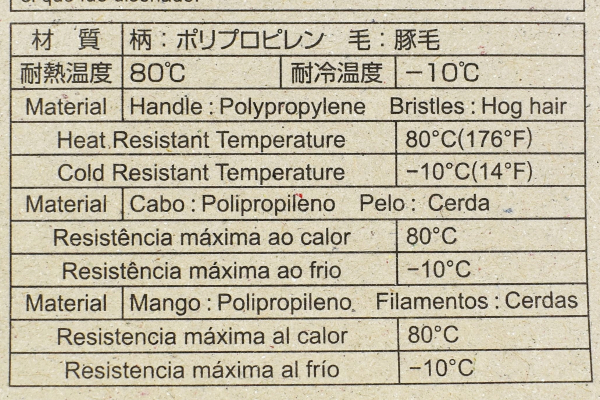 材 質 柄：ポリプロピレン 毛：豚毛
耐熱温度 80℃ 耐冷温度 −10℃
Material Handle : Polypropylene Bristles : Hog hair
Heat Resistant Temperature 80°C(176°F)
Cold Resistant Temperature −10°C(14°F)
Material Cabo : Polipropileno Pelo : Cerda
Resistência máxima ao calor 80°C
Resistência máxima ao frio −10°C
Material Mango : Polipropileno Filamentos : Cerdas
Resistencia máxima al calor 80°C
Resistencia máxima al frío −10°C